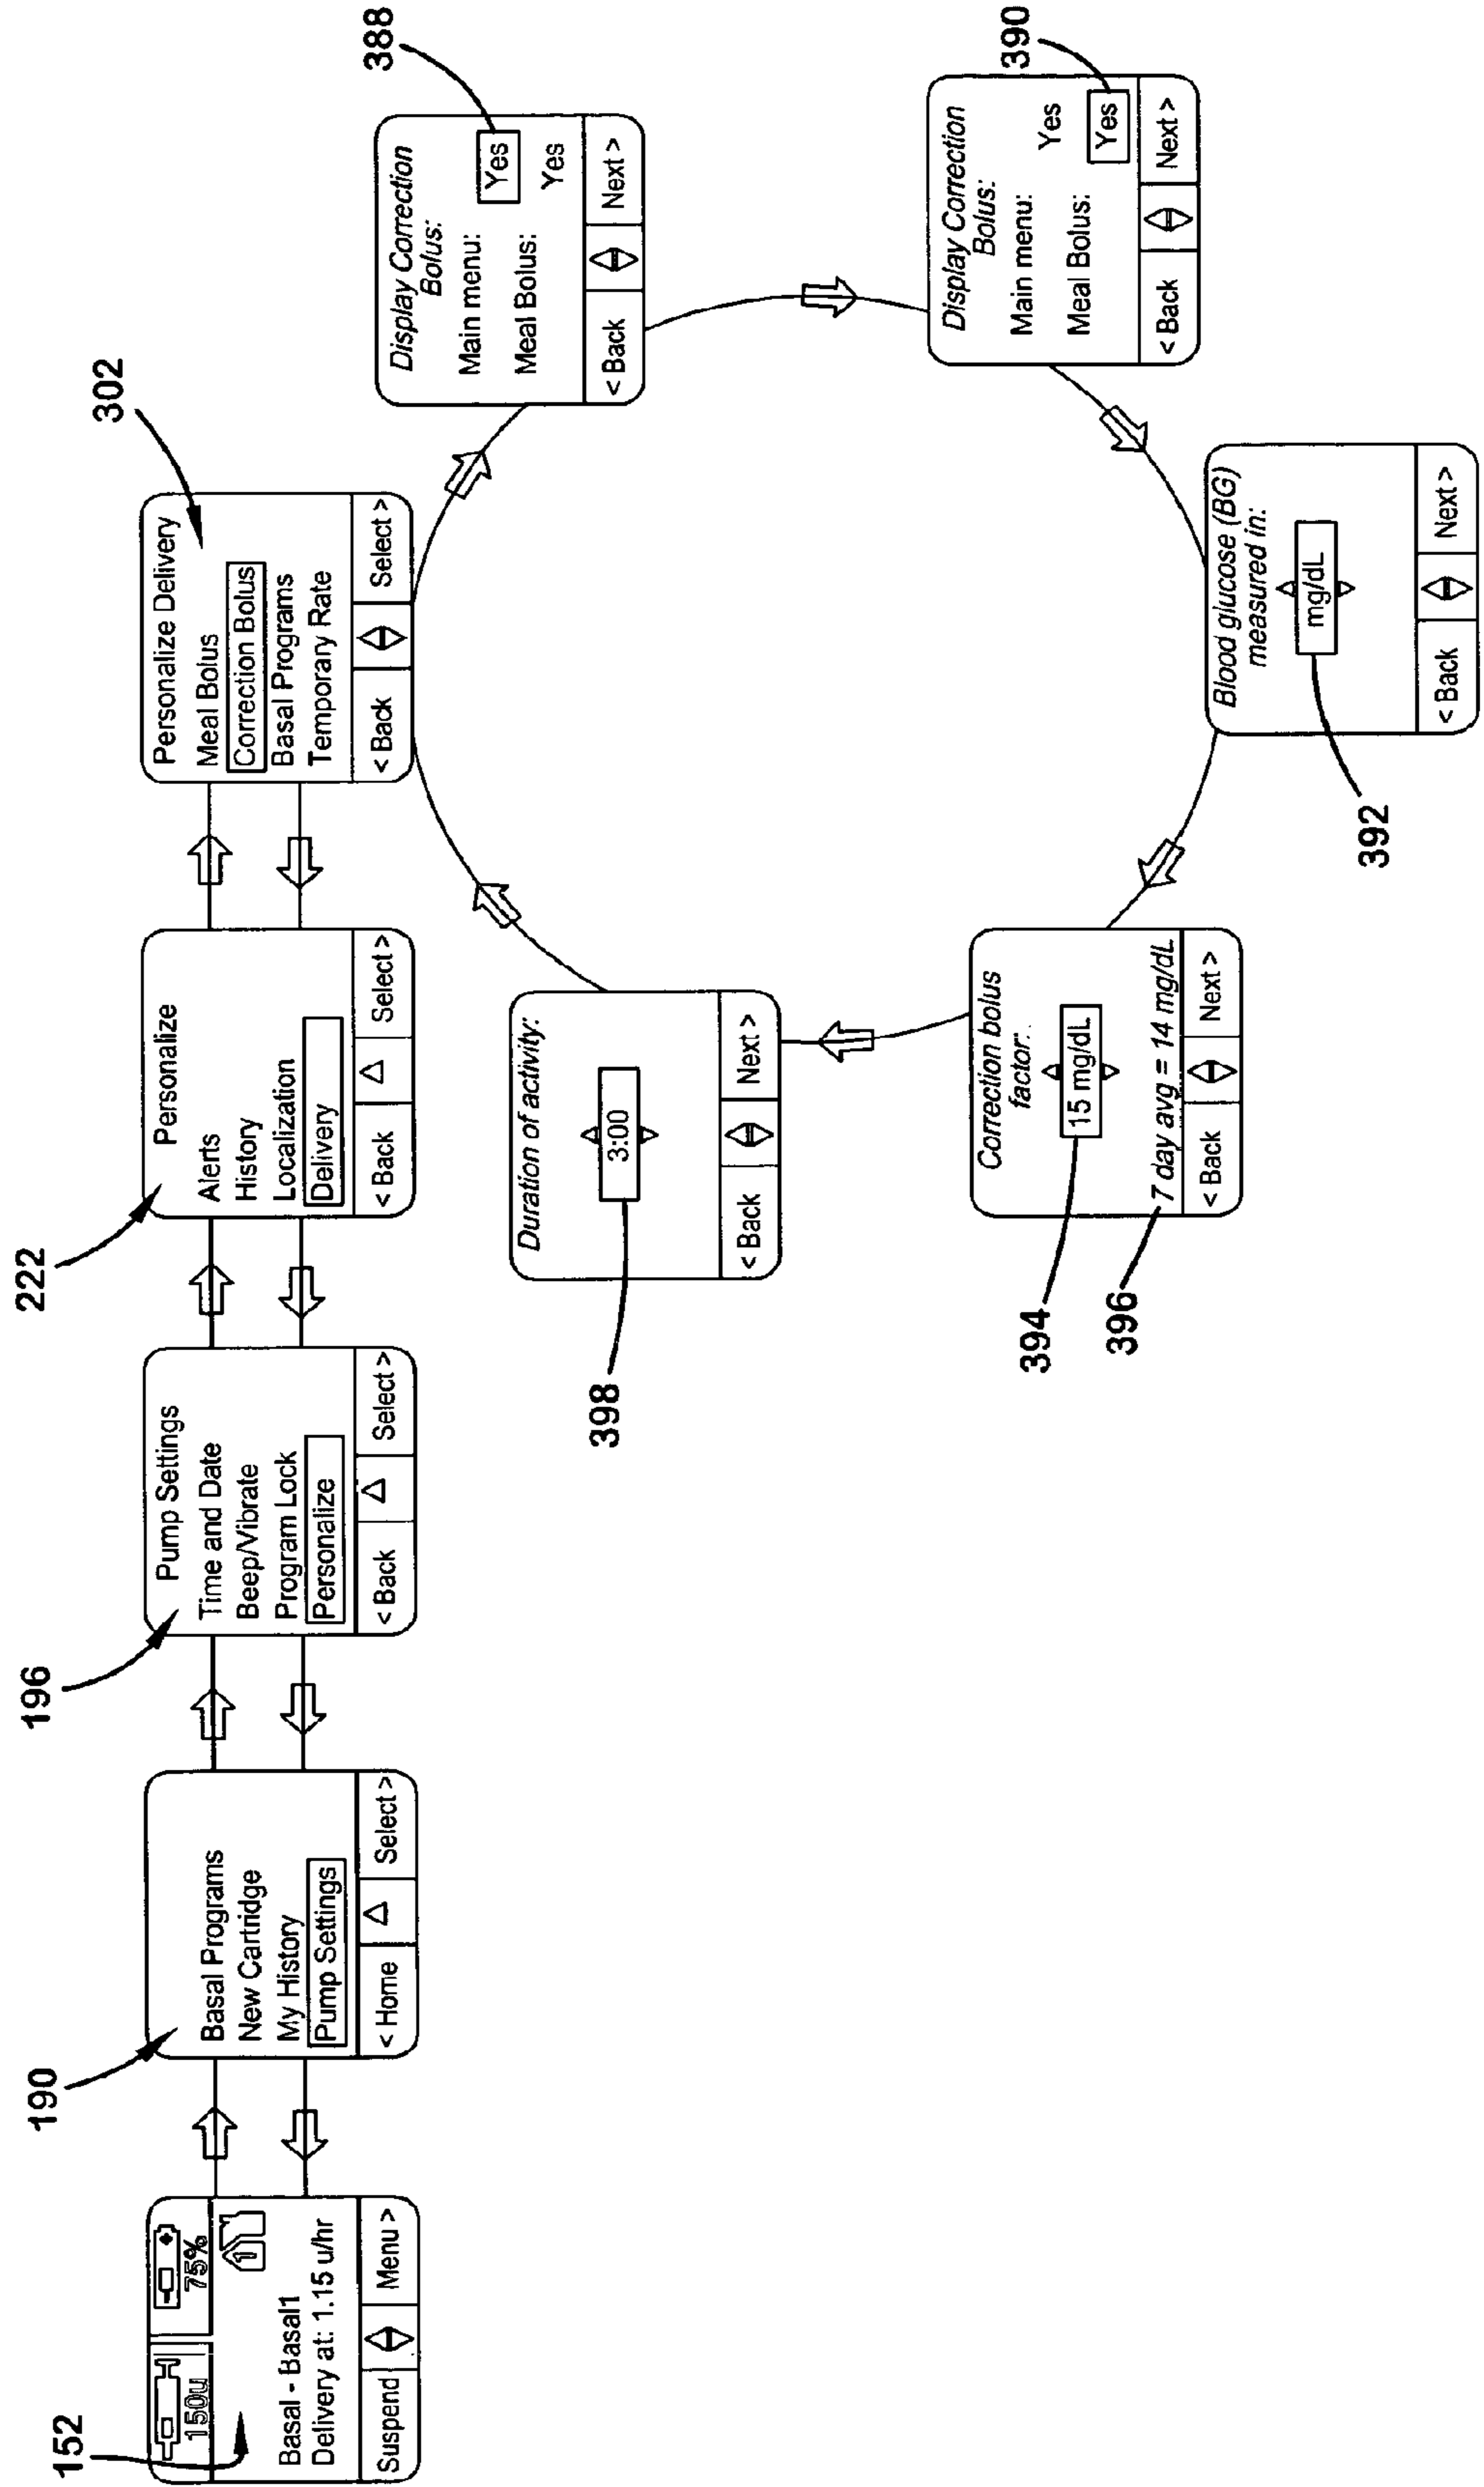 152
150u
75%
1
Basal - Basal1
Delivery at: 1.15 u/hr
Suspend
Menu >
190
Basal Programs
New Cartridge
My History
Pump Settings
< Home
Select >
196
Pump Settings
Time and Date
Beep/Vibrate
Program Lock
Personalize
< Back
Select >
222
Personalize
Alerts
History
Localization
Delivery
< Back
Select >
302
Personalize Delivery
Meal Bolus
Correction Bolus
Basal Programs
Temporary Rate
< Back
Select >
388
Display Correction
Bolus:
Main menu: Yes
Meal Bolus: Yes
< Back
Next >
390
Display Correction
Bolus:
Main menu: Yes
Meal Bolus: Yes
< Back
Next >
392
Blood glucose (BG)
measured in:
mg/dL
< Back
Next >
394
396
Correction bolus
factor:
15 mg/dL
7 day avg = 14 mg/dL
< Back
Next >
398
Duration of activity:
3:00
< Back
Next >